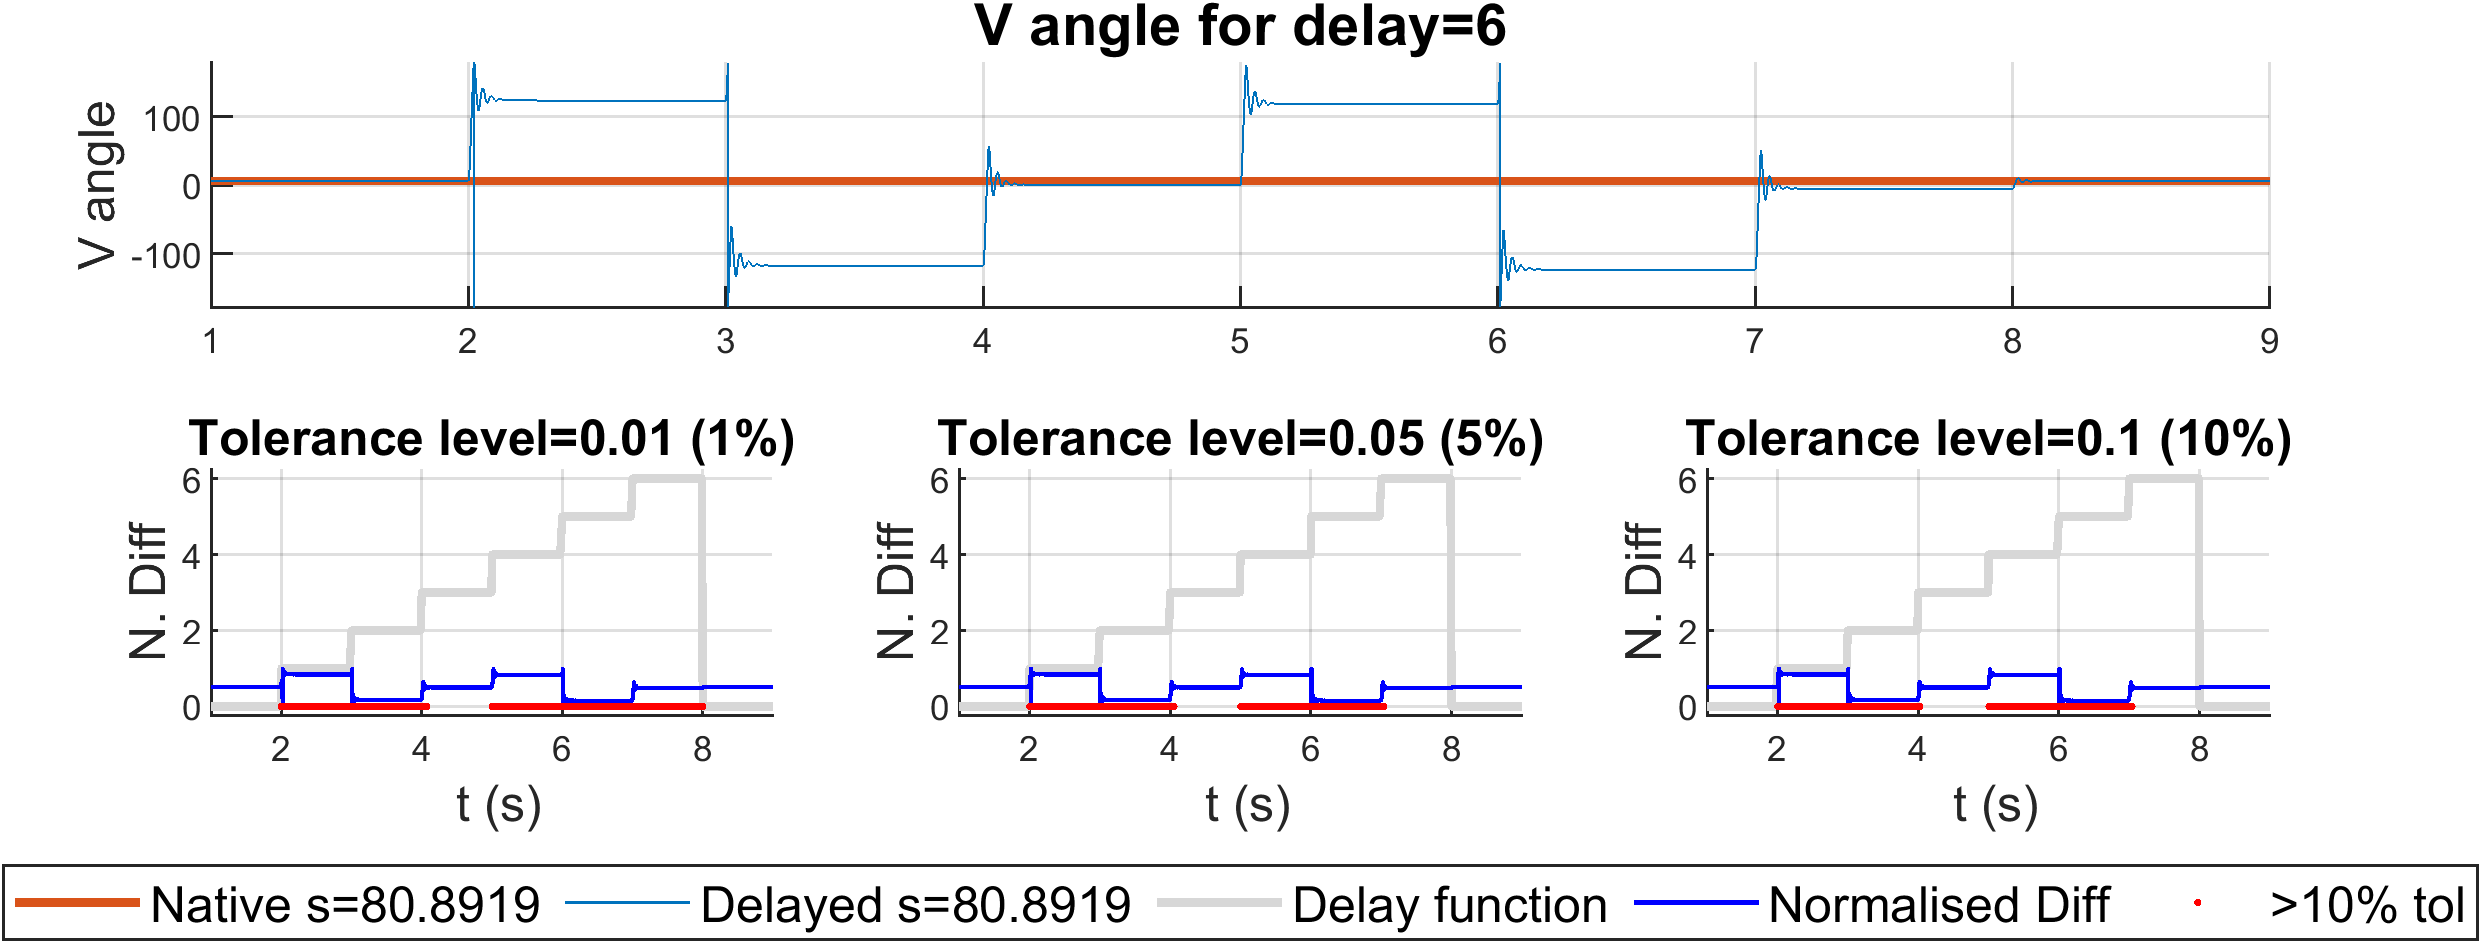 V angle for delay=6
V angle
100
0
-100
1 2 3 4 5 6 7 8 9
Tolerance level=0.01 (1%)
N. Diff
6
4
2
0
2 4 6 8
t (s)
Tolerance level=0.05 (5%)
N. Diff
6
4
2
0
2 4 6 8
t (s)
Tolerance level=0.1 (10%)
N. Diff
6
4
2
0
2 4 6 8
t (s)
Native s=80.8919 Delayed s=80.8919 Delay function Normalised Diff >10% tol